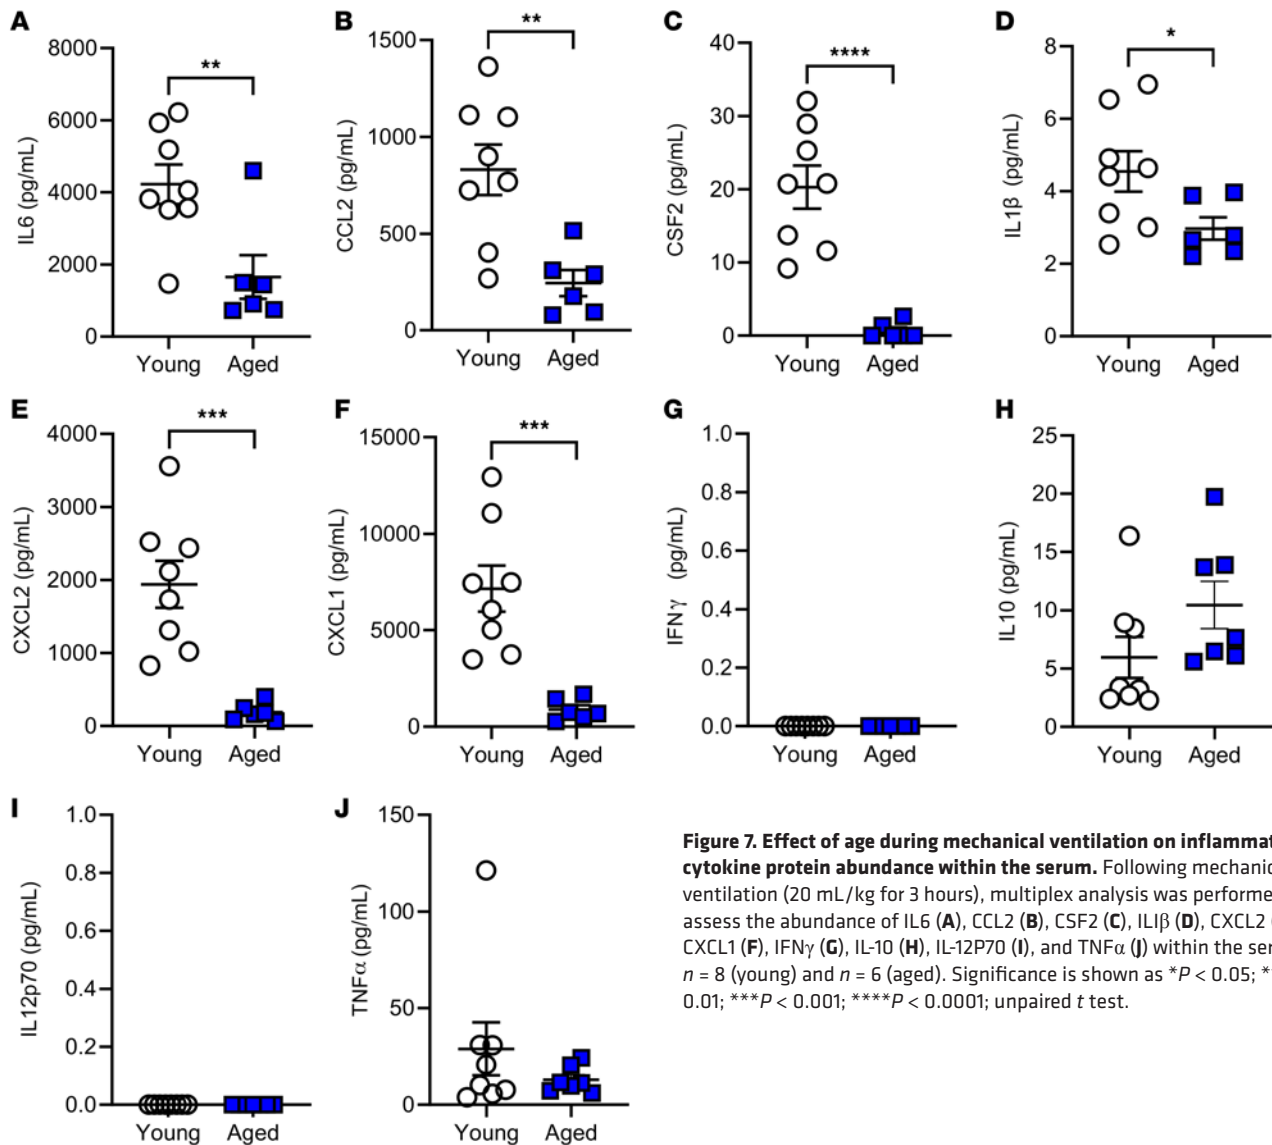 A
8000
6000
4000
2000
0
IL6 (pg/mL)
**
Young
Aged
B
1500
1000
500
0
CCL2 (pg/mL)
**
Young
Aged
C
40
30
20
10
0
CSF2 (pg/mL)
****
Young
Aged
D
8
6
4
2
0
IL1β (pg/mL)
*
Young
Aged
E
4000
3000
2000
1000
0
CXCL2 (pg/mL)
***
Young
Aged
F
15000
10000
5000
0
CXCL1 (pg/mL)
***
Young
Aged
G
1.0
0.8
0.6
0.4
0.2
0.0
IFNγ (pg/mL)
Young
Aged
H
25
20
15
10
5
0
IL10 (pg/mL)
Young
Aged
I
1.0
0.8
0.6
0.4
0.2
0.0
IL12p70 (pg/mL)
Young
Aged
J
150
100
50
0
TNFα (pg/mL)
Young
Aged
Figure 7. Effect of age during mechanical ventilation on inflammat
cytokine protein abundance within the serum. Following mechanic
ventilation (20 mL/kg for 3 hours), multiplex analysis was performe
assess the abundance of IL6 (A), CCL2 (B), CSF2 (C), ILIβ (D), CXCL2 (
CXCL1 (F), IFNγ (G), IL-10 (H), IL-12P70 (I), and TNFα (J) within the ser
n = 8 (young) and n = 6 (aged). Significance is shown as *P < 0.05; *
0.01; ***P < 0.001; ****P < 0.0001; unpaired t test.